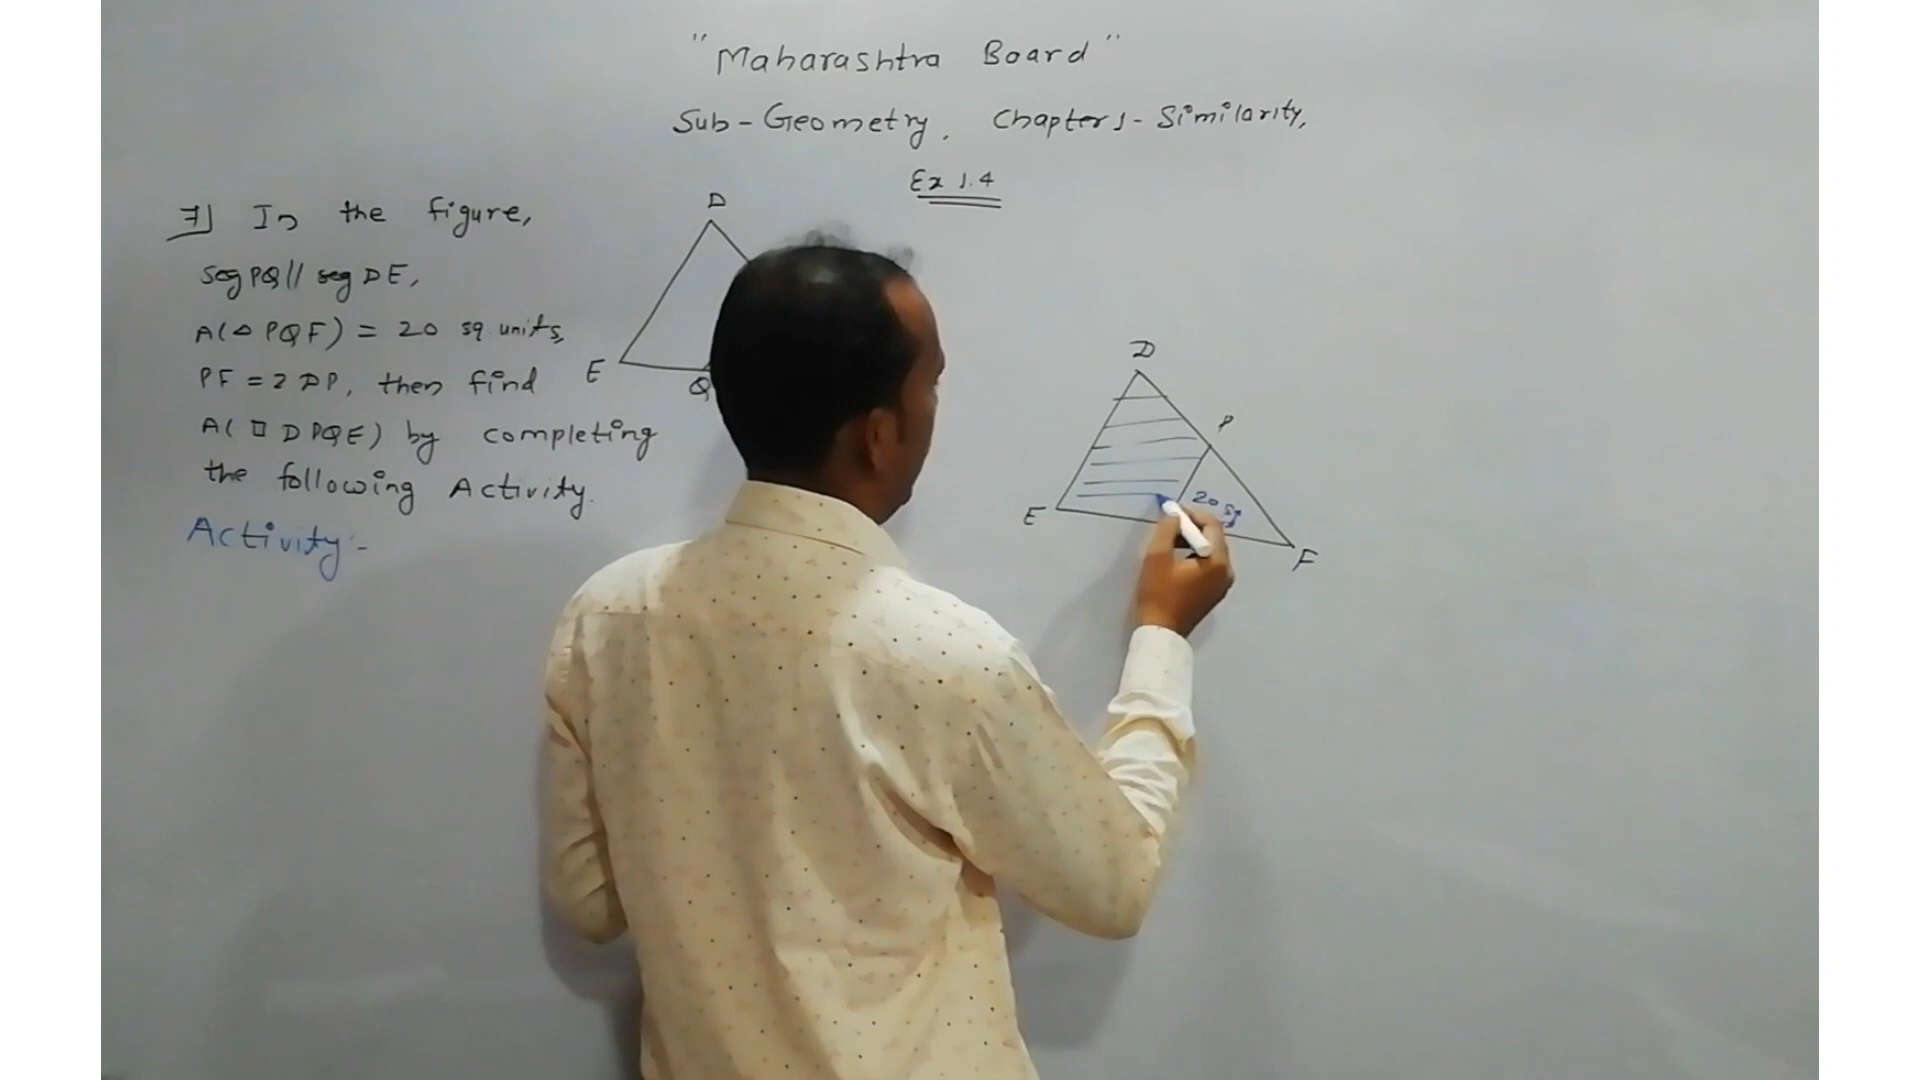 "Maharashtra Board"
Sub-Geometry, Chapter 1- Similarity,
Ex 1.4
7] In the figure,
seg PQ // seg DE,
A(△ PQF) = 20 sq. units,
PF = 2 DP, then find
A(□ DPQE) by completing
the following Activity.
Activity:-
D
E
Q
D
P
E
20 sq
F